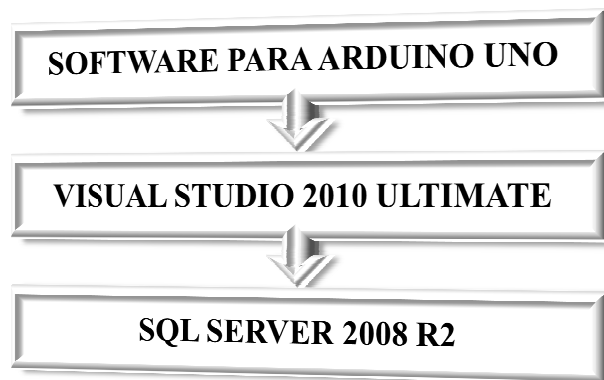 SOFTWARE PARA ARDUINO UNO
VISUAL STUDIO 2010 ULTIMATE
SQL SERVER 2008 R2